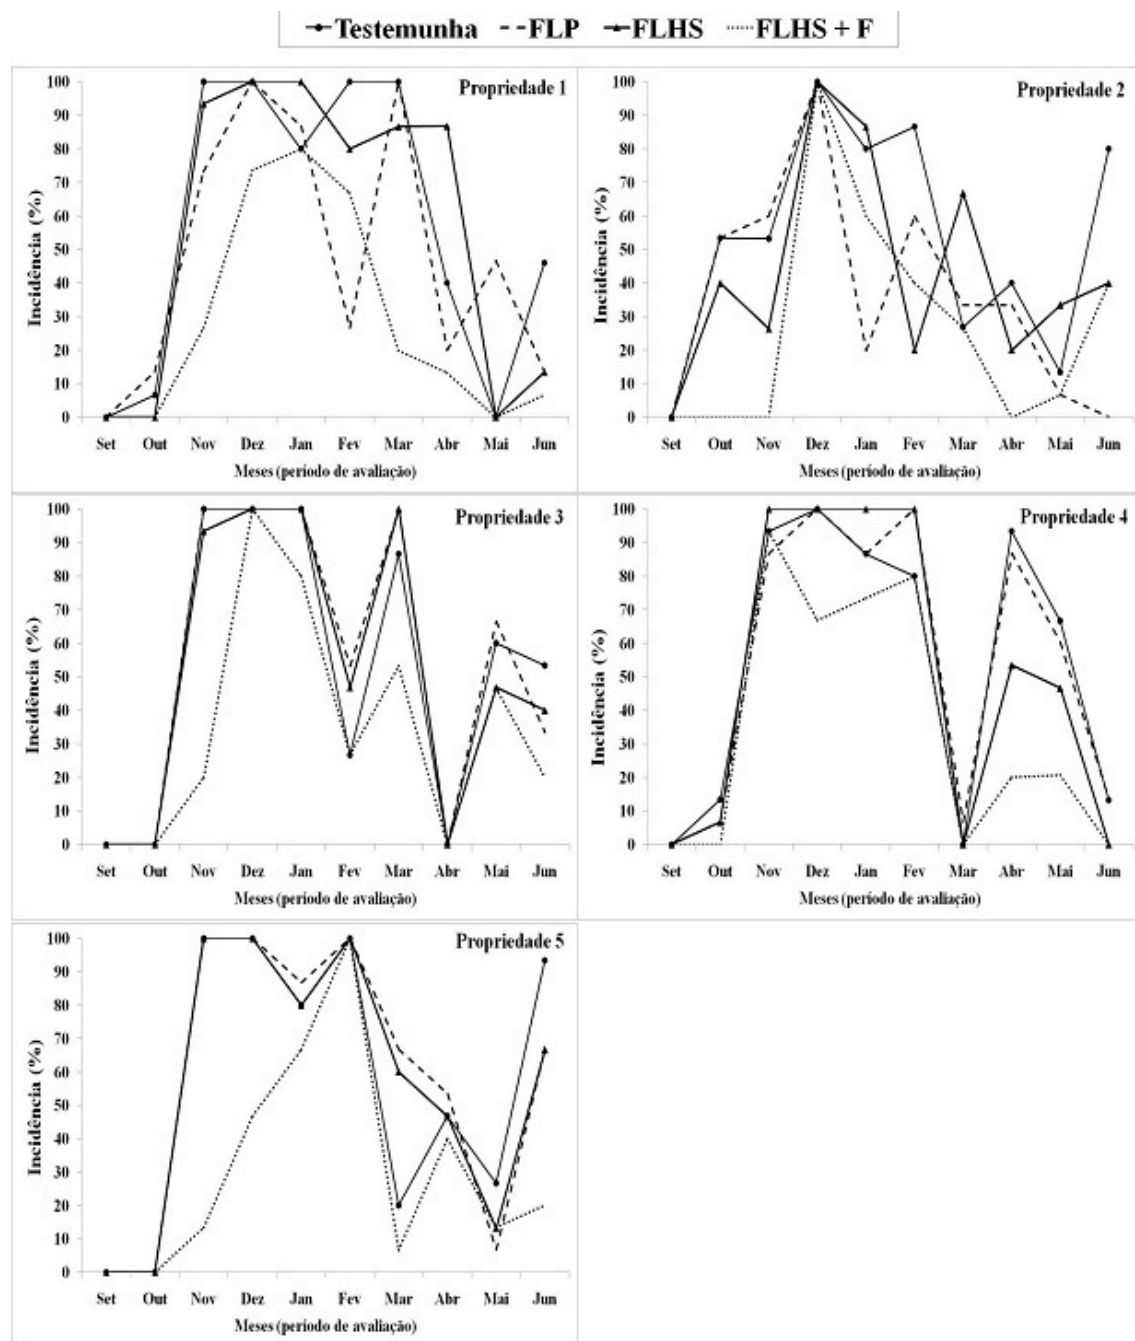 Testemunha FLP FLHS FLHS + F
Propriedade 1
Incidência (%)
100
90
80
70
60
50
40
30
20
10
0
Set Out Nov Dez Jan Fev Mar Abr Mai Jun
Meses (período de avaliação)
Propriedade 2
Incidência (%)
100
90
80
70
60
50
40
30
20
10
0
Set Out Nov Dez Jan Fev Mar Abr Mai Jun
Meses (período de avaliação)
Propriedade 3
Incidência (%)
100
90
80
70
60
50
40
30
20
10
0
Set Out Nov Dez Jan Fev Mar Abr Mai Jun
Meses (período de avaliação)
Propriedade 4
Incidência (%)
100
90
80
70
60
50
40
30
20
10
0
Set Out Nov Dez Jan Fev Mar Abr Mai Jun
Meses (período de avaliação)
Propriedade 5
Incidência (%)
100
90
80
70
60
50
40
30
20
10
0
Set Out Nov Dez Jan Fev Mar Abr Mai Jun
Meses (período de avaliação)